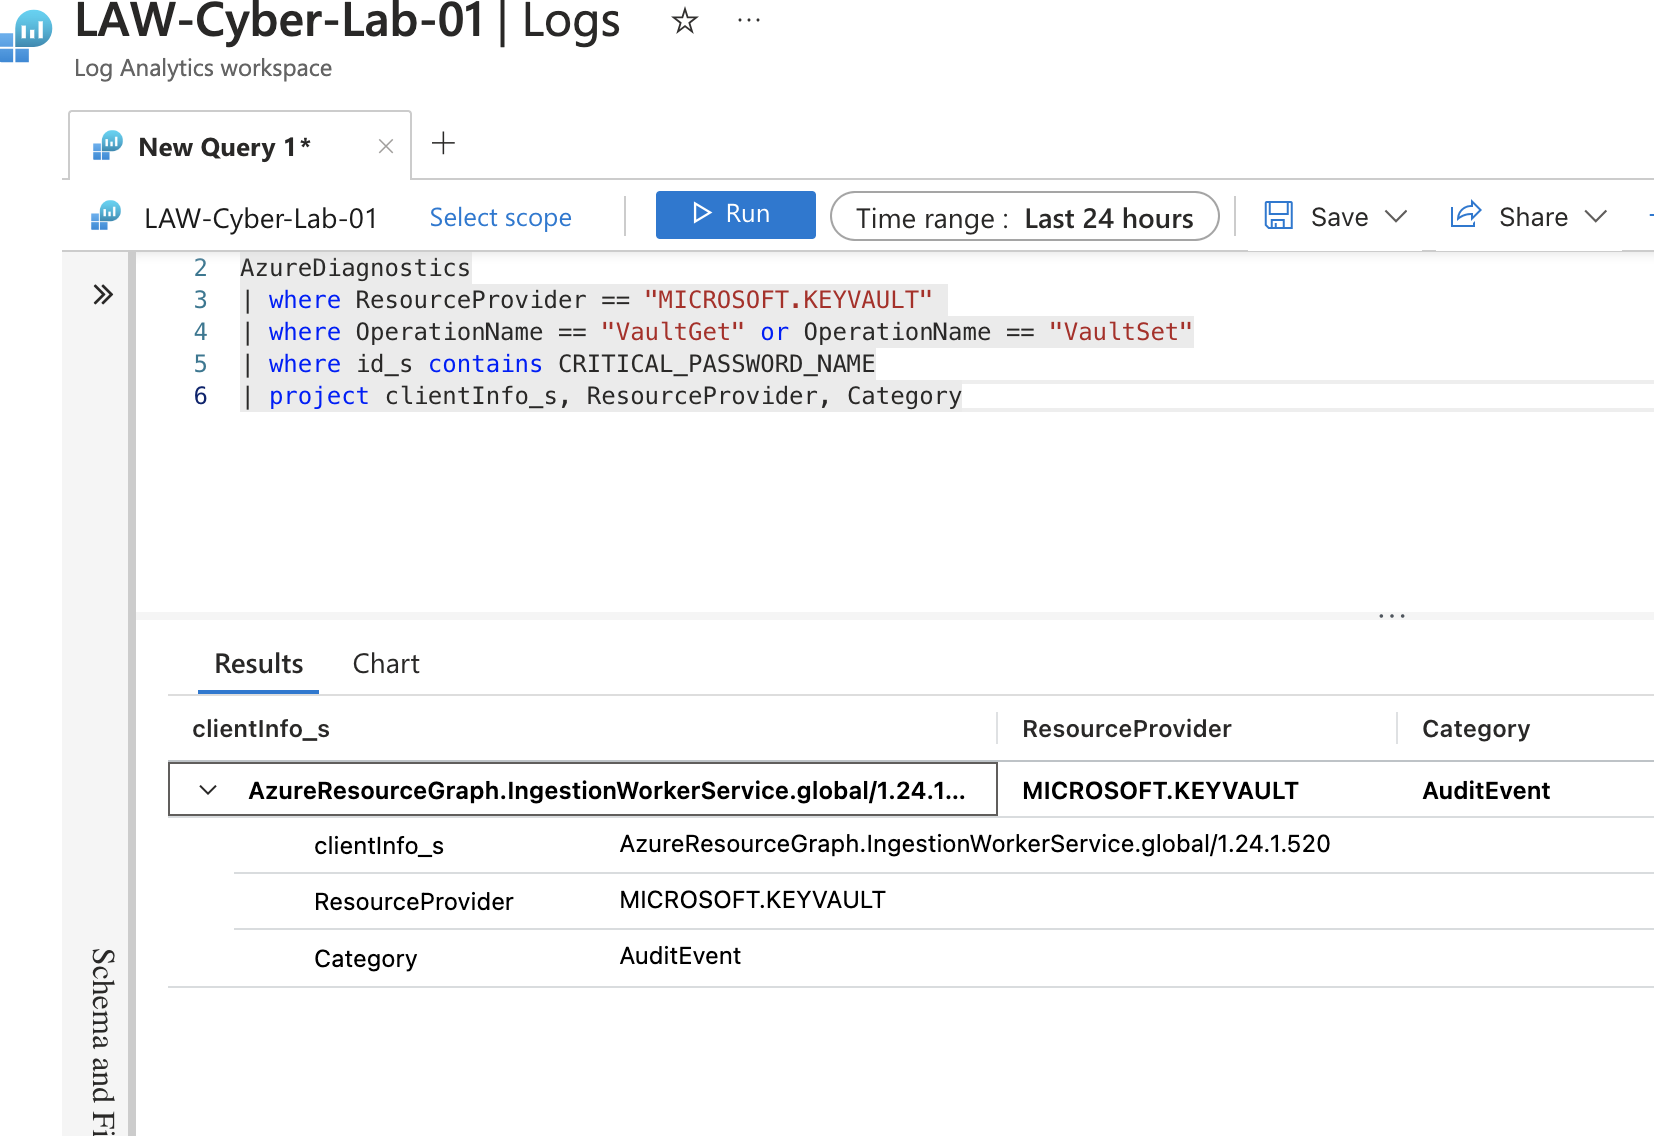 LAW-Cyber-Lab-01 | Logs
Log Analytics workspace
New Query 1*
LAW-Cyber-Lab-01 Select scope Run Time range : Last 24 hours Save Share
2 AzureDiagnostics
3 | where ResourceProvider == "MICROSOFT.KEYVAULT"
4 | where OperationName == "VaultGet" or OperationName == "VaultSet"
5 | where id_s contains CRITICAL_PASSWORD_NAME
6 | project clientInfo_s, ResourceProvider, Category
Results Chart
clientInfo_s ResourceProvider Category
AzureResourceGraph.IngestionWorkerService.global/1.24.1... MICROSOFT.KEYVAULT AuditEvent
clientInfo_s AzureResourceGraph.IngestionWorkerService.global/1.24.1.520
ResourceProvider MICROSOFT.KEYVAULT
Category AuditEvent
Schema and Fi